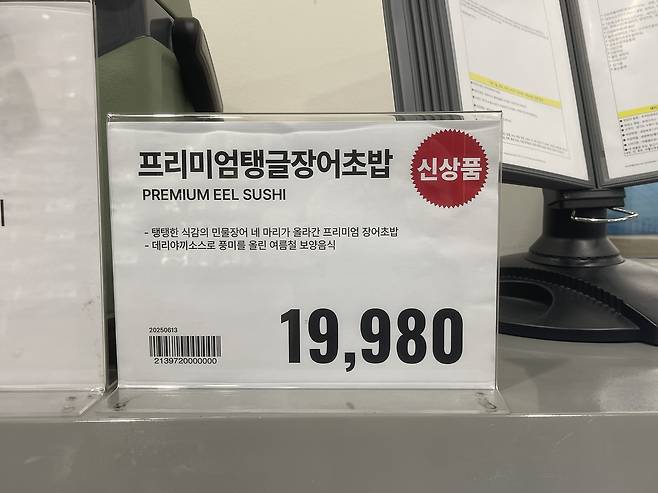 프리미엄탱글장어초밥
신상품
PREMIUM EEL SUSHI
- 탱탱한 식감의 민물장어 네 마리가 올라간 프리미엄 장어초밥
- 데리야끼소스로 풍미를 올린 여름철 보양음식
20250613
19,980
2139720000000